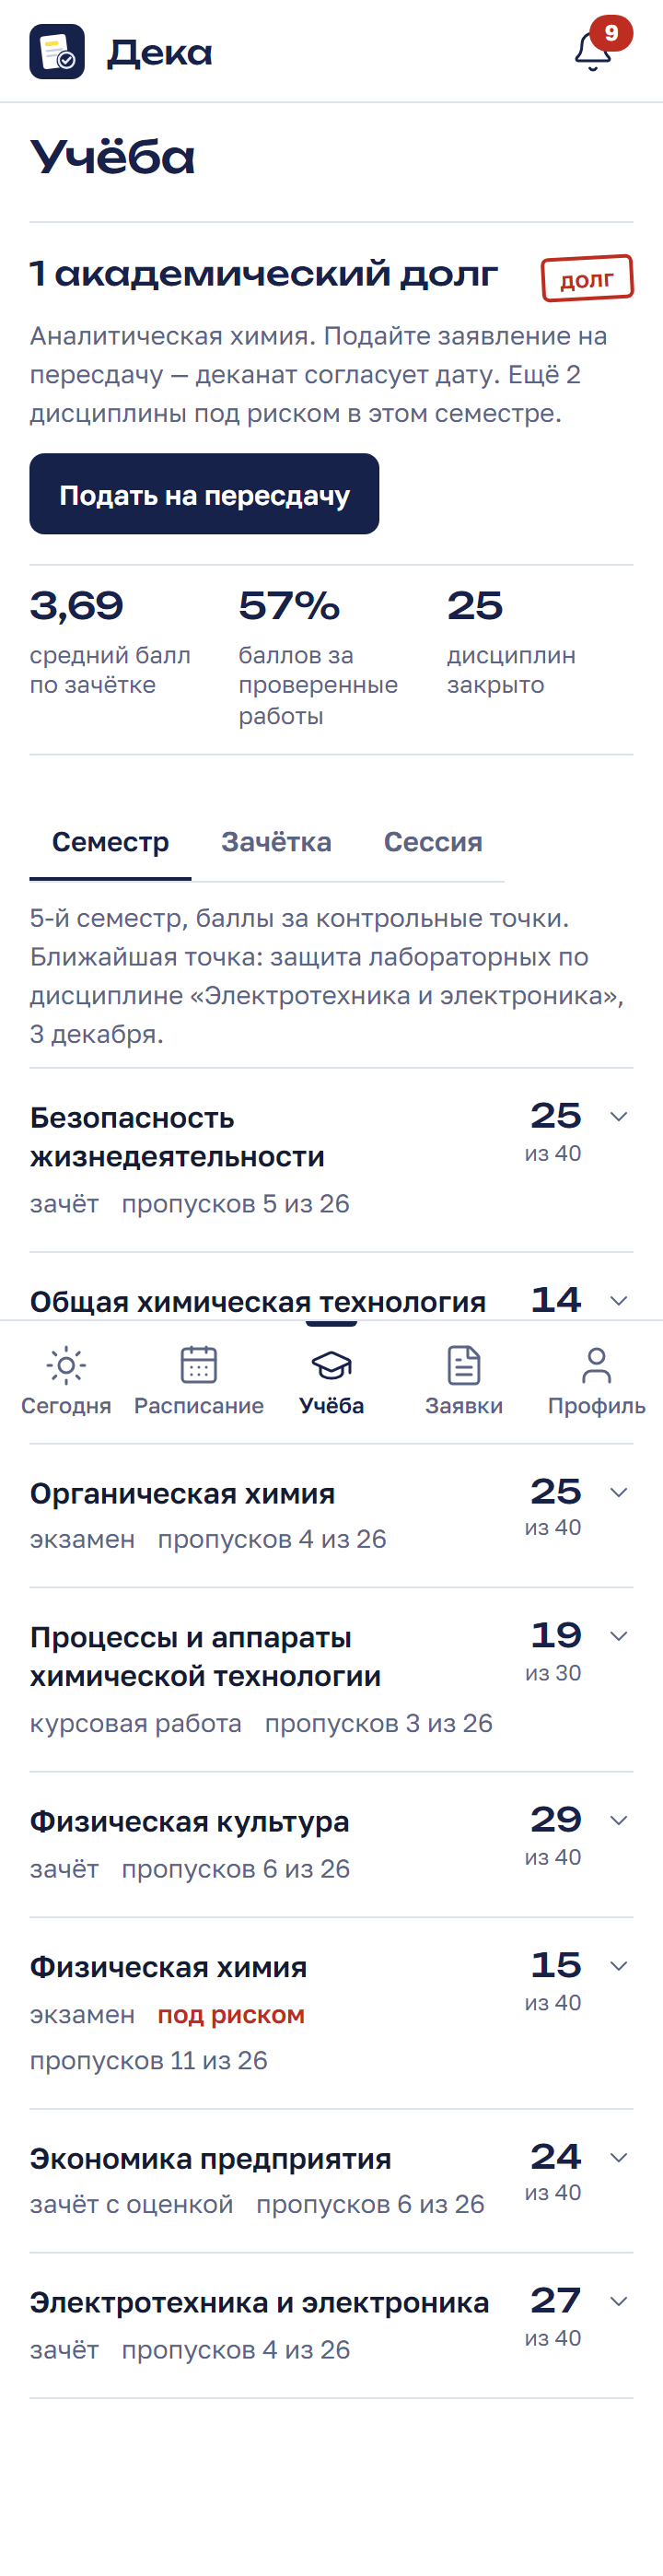 Дека
9
Учёба
1 академический долг
долг
Аналитическая химия. Подайте заявление на
пересдачу — деканат согласует дату. Ещё 2
дисциплины под риском в этом семестре.
Подать на пересдачу
3,69
средний балл
по зачётке
57%
баллов за
проверенные
работы
25
дисциплин
закрыто
Семестр
Зачётка
Сессия
5-й семестр, баллы за контрольные точки.
Ближайшая точка: защита лабораторных по
дисциплине «Электротехника и электроника»,
3 декабря.
Безопасность
жизнедеятельности
25
из 40
зачёт пропусков 5 из 26
Общая химическая технология
14
Сегодня
Расписание
Учёба
Заявки
Профиль
Органическая химия
25
из 40
экзамен пропусков 4 из 26
Процессы и аппараты
химической технологии
19
из 30
курсовая работа пропусков 3 из 26
Физическая культура
29
из 40
зачёт пропусков 6 из 26
Физическая химия
15
из 40
экзамен под риском
пропусков 11 из 26
Экономика предприятия
24
из 40
зачёт с оценкой пропусков 6 из 26
Электротехника и электроника
27
из 40
зачёт пропусков 4 из 26